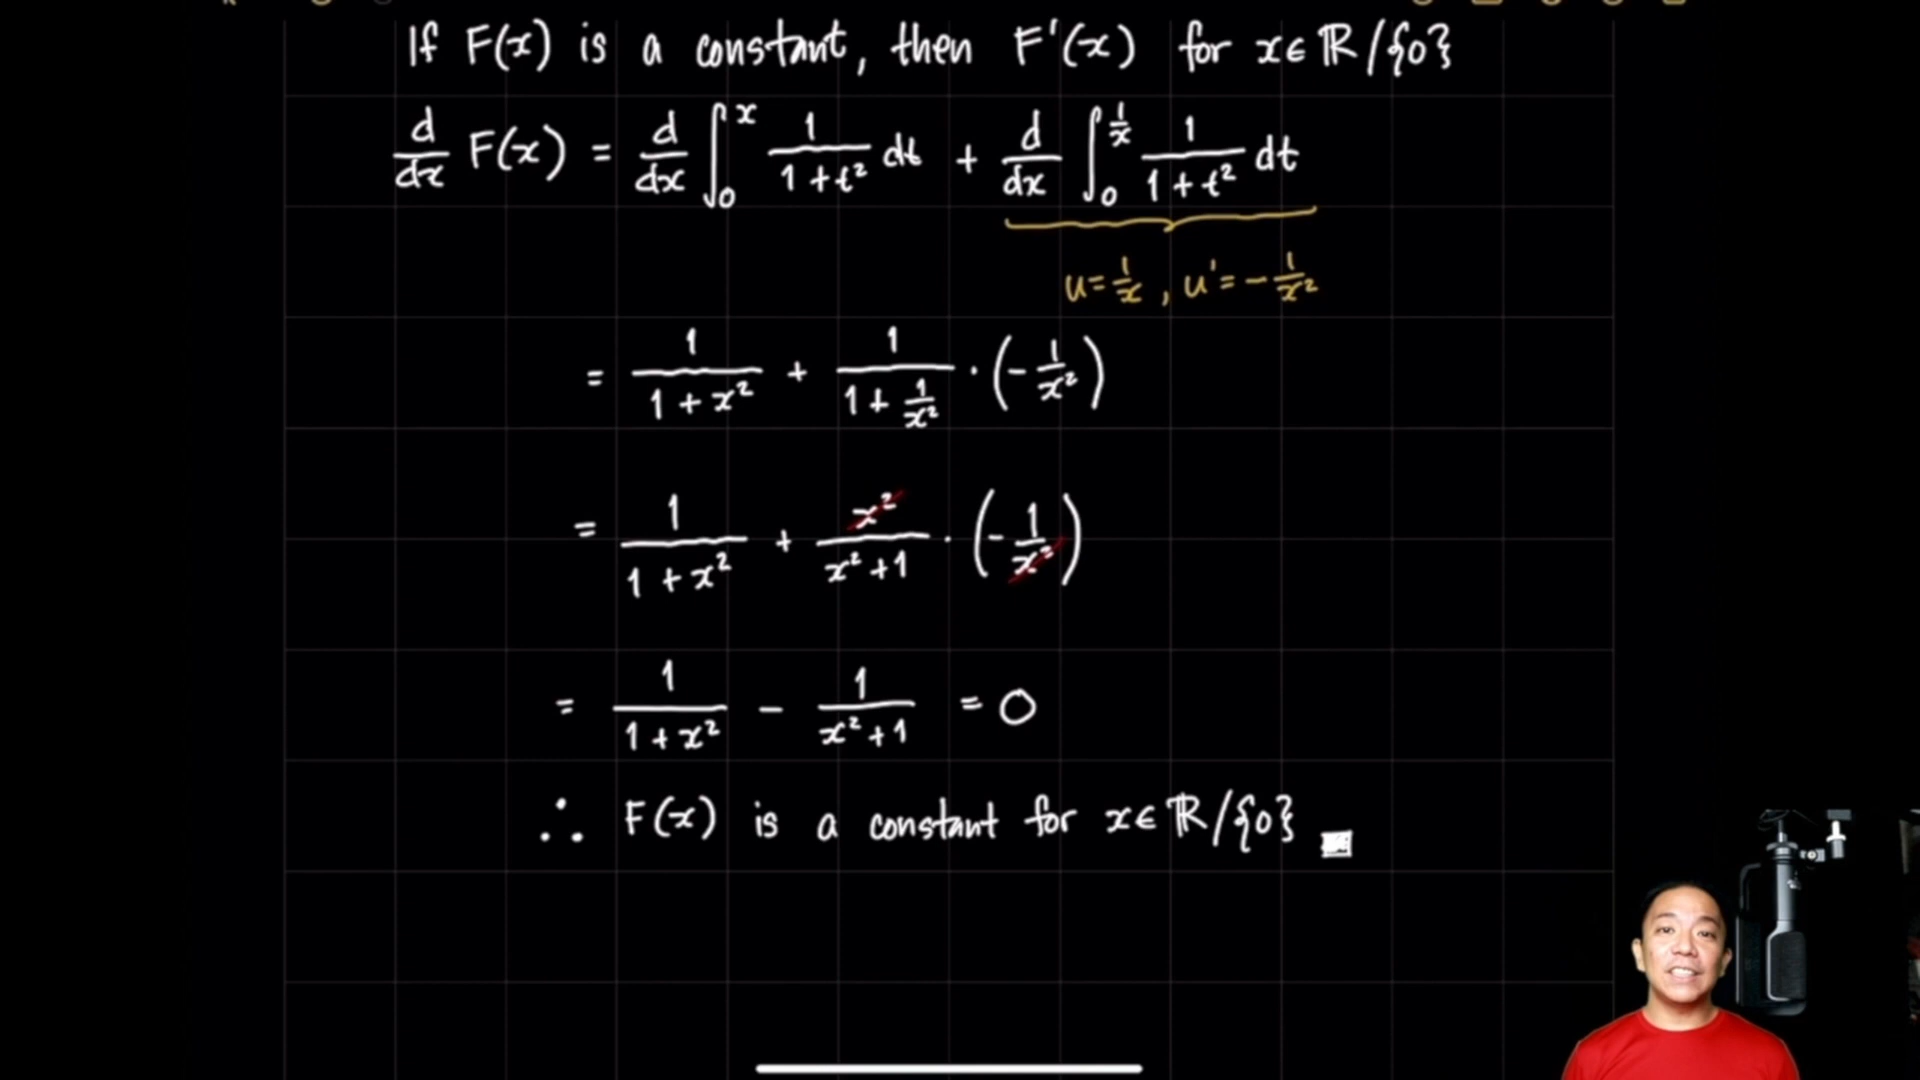 If F(x) is a constant, then F'(x) for x∈ℝ/{0}
d/dx F(x) = d/dx ∫₀ˣ 1/(1+t²) dt + d/dx ∫₀^(1/x) 1/(1+t²) dt
u=1/x, u'=-1/x²
= 1/(1+x²) + 1/(1+1/x²) · (-1/x²)
= 1/(1+x²) + x²/(x²+1) · (-1/x²)
= 1/(1+x²) - 1/(x²+1) = 0
∴ F(x) is a constant for x∈ℝ/{0}